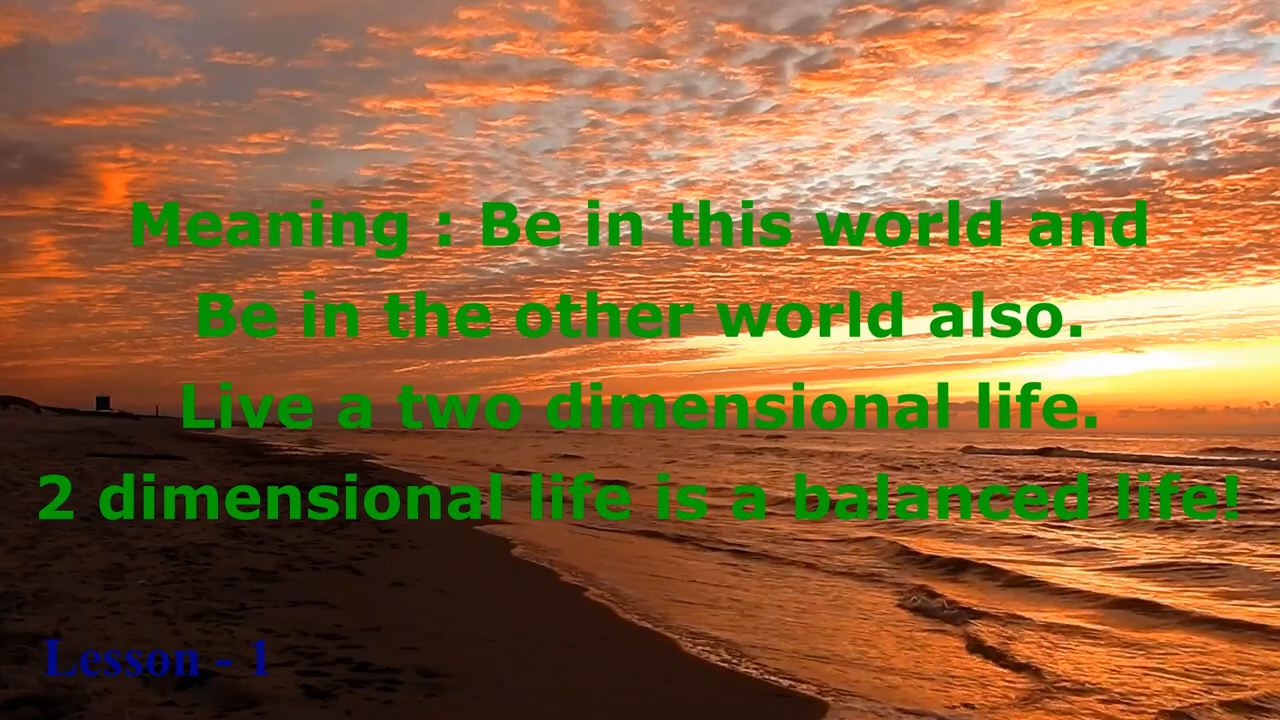 Meaning : Be in this world and
Be in the other world also.
Live a two dimensional life.
2 dimensional life is a balanced life!
Lesson - 1